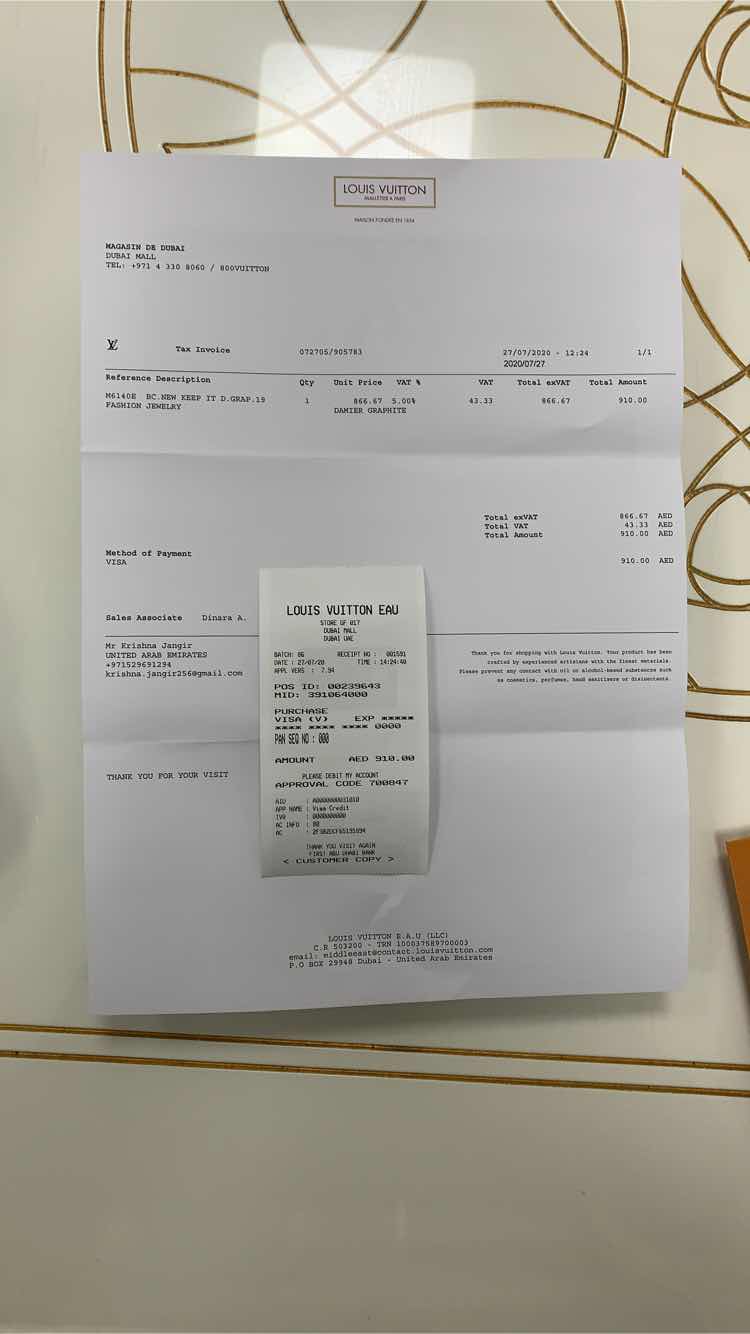 LOUIS VUITTON
MALLETIER A PARIS
MAISON FONDÉE EN 1854
MAGASIN DE DUBAI
DUBAI MALL
TEL: +971 4 330 8060 / 800VUITTON
LV Tax Invoice 072705/905783 27/07/2020 - 12:24 1/1
2020/07/27
Reference Description Qty Unit Price VAT % VAT Total exVAT Total Amount
M6140E BC.NEW KEEP IT D.GRAP.19 1 866.67 5.00% 43.33 866.67 910.00
FASHION JEWELRY DAMIER GRAPHITE
Total exVAT 866.67 AED
Total VAT 43.33 AED
Total Amount 910.00 AED
Method of Payment
VISA 910.00 AED
Sales Associate Dinara A.
Mr Krishna Jangir
UNITED ARAB EMIRATES
+971529691294
krishna.jangir256@gmail.com
Thank you for shopping with Louis Vuitton. Your product has been
crafted by experienced artisans with the finest materials.
Please prevent any contact with oil or alcohol-based substances such
as cosmetics, perfumes, hand sanitisers or disinfectants.
THANK YOU FOR YOUR VISIT
LOUIS VUITTON EAU
STORE GF 017
DUBAI MALL
DUBAI UAE
BATCH: 86 RECEIPT NO : 001591
DATE : 27/07/20 TIME : 14:24:40
APPL VERS : 7.94
POS ID: 00239643
MID: 391064000
PURCHASE
VISA (V) EXP *****
**** **** **** 0000
PAN SEQ NO : 000
AMOUNT AED 910.00
PLEASE DEBIT MY ACCOUNT
APPROVAL CODE 700847
AID : A0000000031010
APP NAME : Visa Credit
TVR : 0000000000
AC INFO : 80
AC :
THANK YOU VISIT AGAIN
FIRST ABU DHABI BANK
< CUSTOMER COPY >
LOUIS VUITTON E.A.U (LLC)
C.R 503200 - TRN 100037589700003
email: middleeast@contact.louisvuitton.com
P.O BOX 29948 Dubai - United Arab Emirates